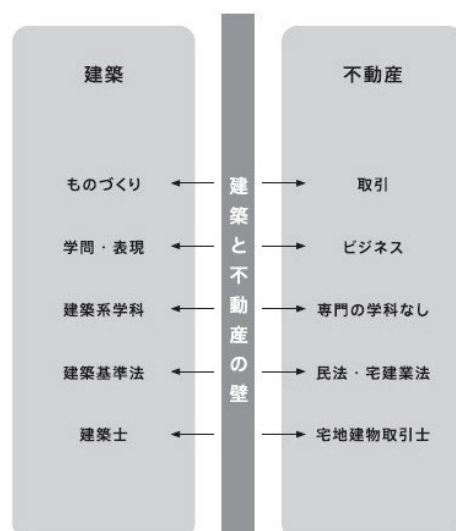 建築
不動産
建築と不動産の壁
ものづくり
取引
学問・表現
ビジネス
建築系学科
専門の学科なし
建築基準法
民法・宅建業法
建築士
宅地建物取引士